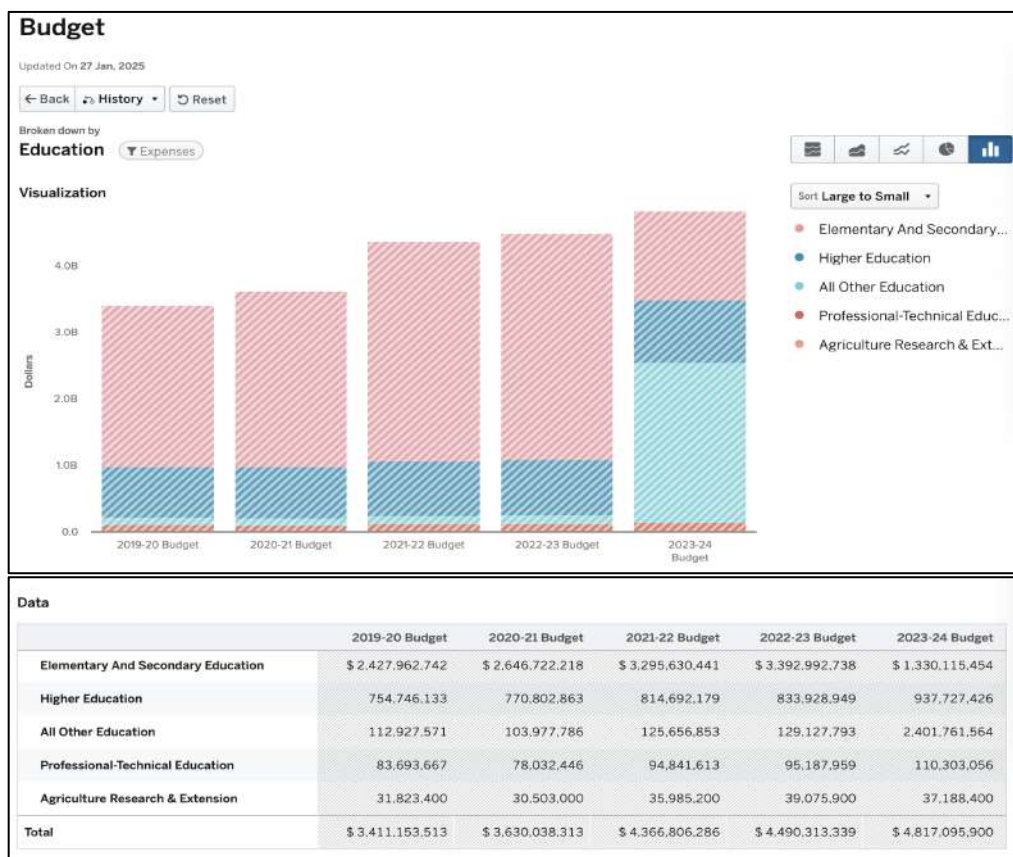 Budget
Updated On 27 Jan, 2025
Back History Reset
Broken down by
Education Expenses
Visualization
Sort Large to Small
Elementary And Secondary...
Higher Education
All Other Education
Professional-Technical Educ...
Agriculture Research & Ext...
Dollars
4.0B
3.0B
2.0B
1.0B
0.0
2019-20 Budget 2020-21 Budget 2021-22 Budget 2022-23 Budget 2023-24
Budget
Data
2019-20 Budget 2020-21 Budget 2021-22 Budget 2022-23 Budget 2023-24 Budget
Elementary And Secondary Education $ 2,427,962,742 $ 2,646,722,218 $ 3,295,630,441 $ 3,392,992,738 $ 1,330,115,454
Higher Education 754,746,133 770,802,863 814,692,179 833,928,949 937,727,426
All Other Education 112,927,571 103,977,786 125,656,853 129,127,793 2,401,761,564
Professional-Technical Education 83,693,667 78,032,446 94,841,613 95,187,959 110,303,056
Agriculture Research & Extension 31,823,400 30,503,000 35,985,200 39,075,900 37,188,400
Total $ 3,411,153,513 $ 3,630,038,313 $ 4,366,806,286 $ 4,490,313,339 $ 4,817,095,900